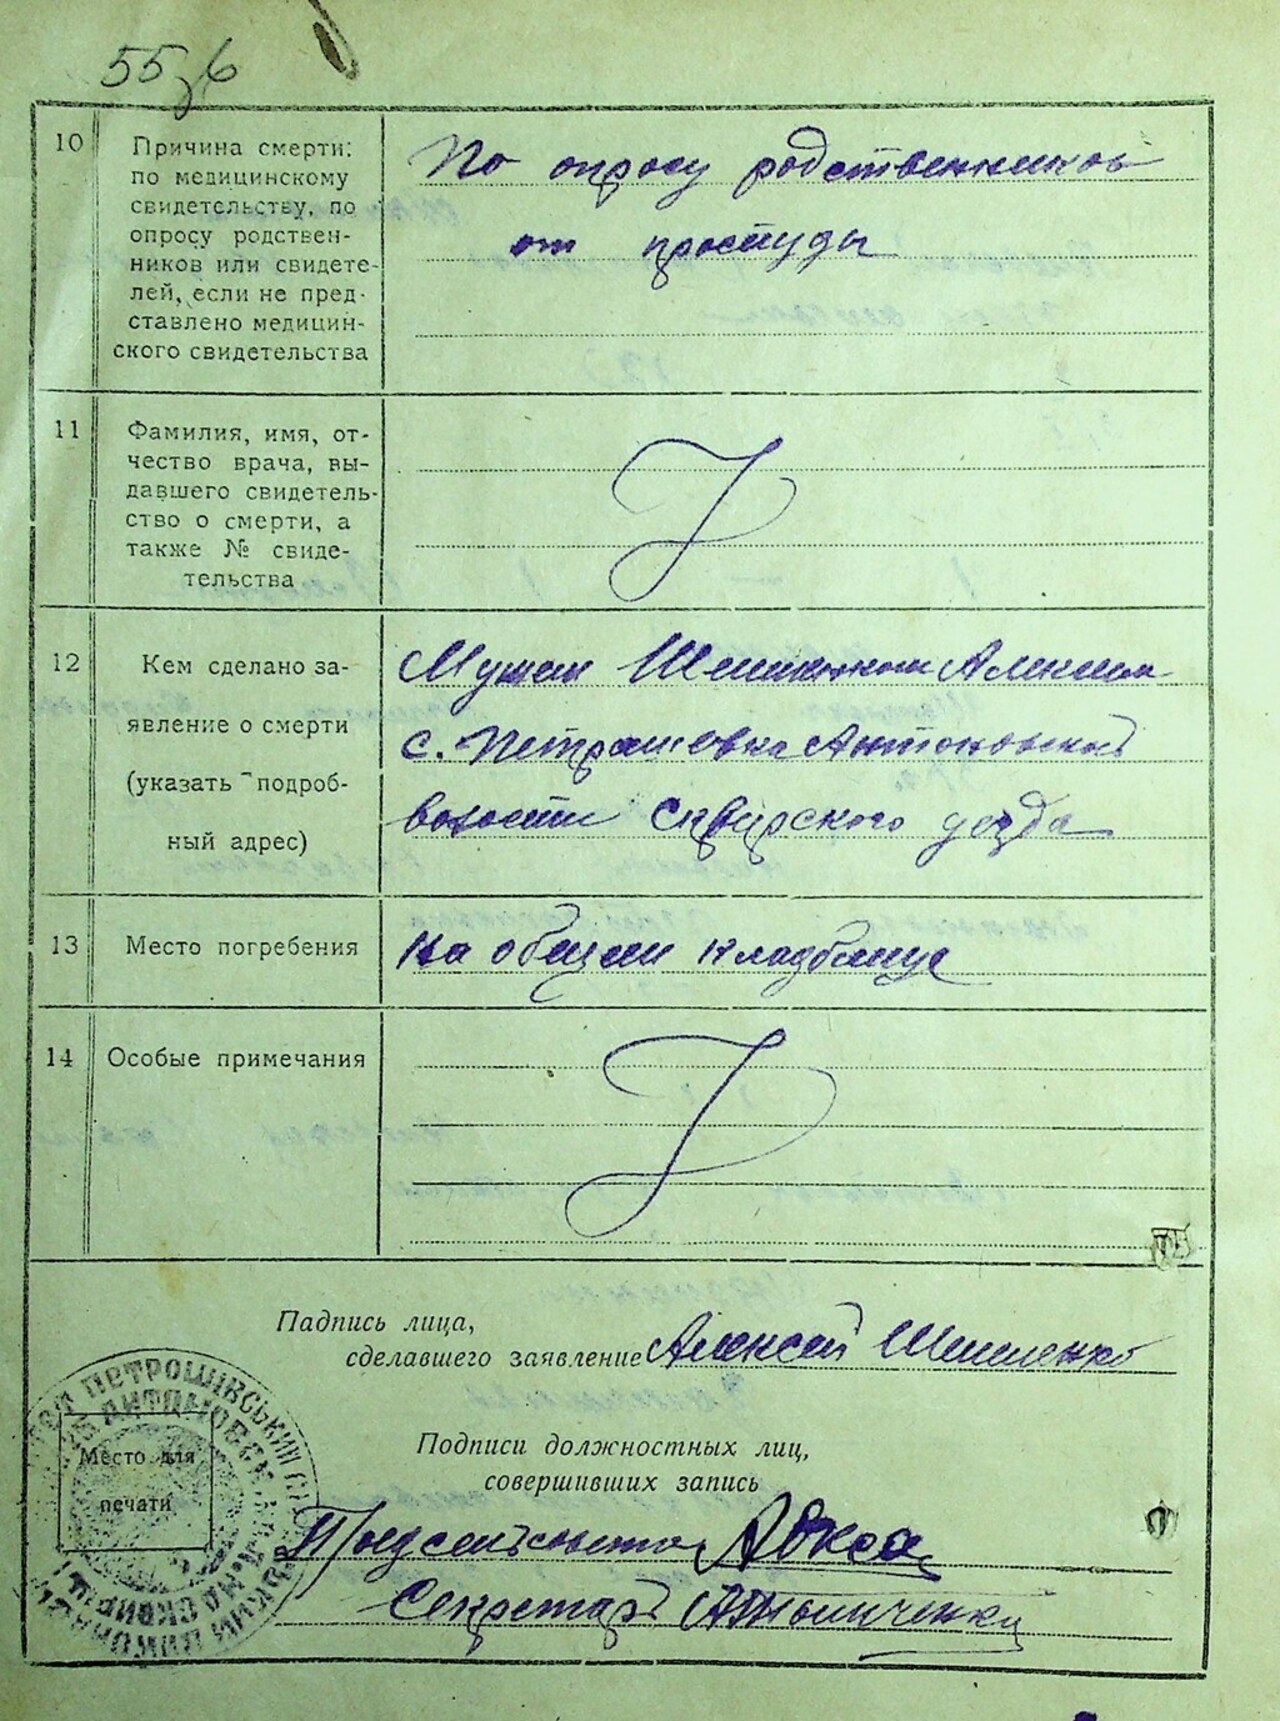 55 об
10
Причина смерти:
по медицинскому
свидетельству, по
опросу родствен-
ников или свидете-
лей, если не пред-
ставлено медицин-
ского свидетельства
По опросу родственников
от простуды
11
Фамилия, имя, от-
чество врача, вы-
давшего свидетель-
ство о смерти, а
также № свиде-
тельства
12
Кем сделано за-
явление о смерти
(указать подроб-
ный адрес)
Мужем Алексеем
с. Петрашевка Антоновской
волости Сквирского уезда
13
Место погребения
На общем кладбище
14
Особые примечания
Падпись лица,
сделавшего заявление Алексей
Подписи должностных лиц,
совершивших запись
Место для
печати
Предсельсовета
Секретарь